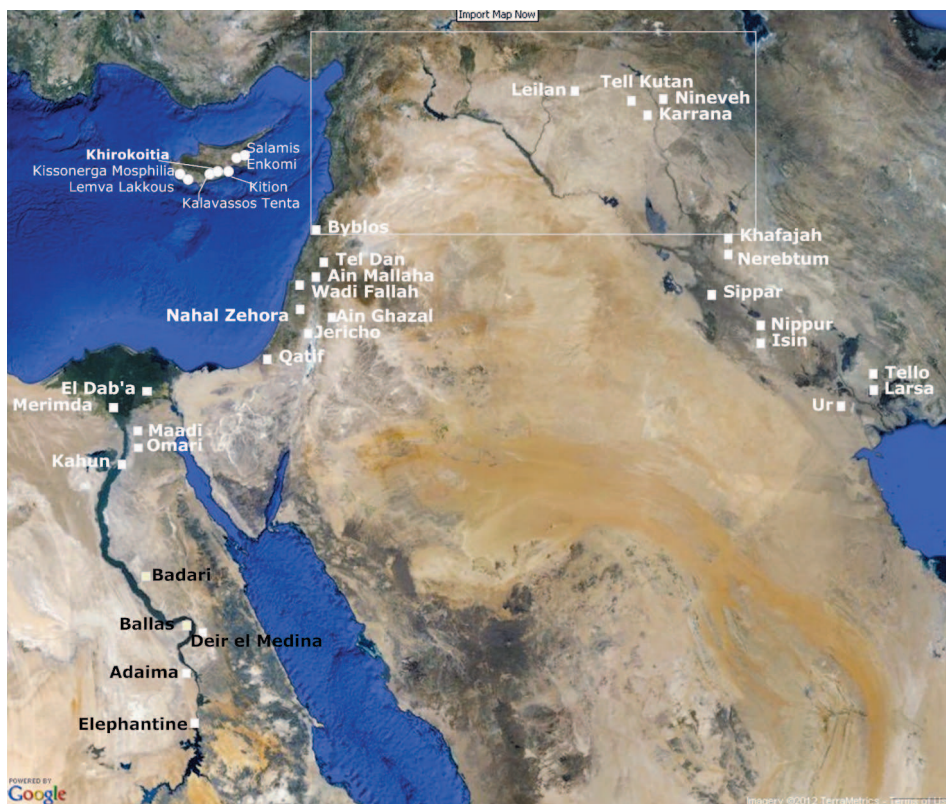 Import Map Now
Tell Kutan
Leilan
Nineveh
Karrana
Salamis
Khirokoitia
Enkomi
Kissonerga Mosphilia
Lemva Lakkous
Kition
Kalavassos Tenta
Byblos
Khafajah
Nerebtum
Tel Dan
Ain Mallaha
Wadi Fallah
Sippar
Nahal Zehora
Ain Ghazal
Jericho
Nippur
Isin
Qatif
El Dab'a
Merimda
Tello
Larsa
Ur
Maadi
Omari
Kahun
Badari
Ballas
Deir el Medina
Adaima
Elephantine
POWERED BY
Google
Imagery ©2012 TerraMetrics - Terms of